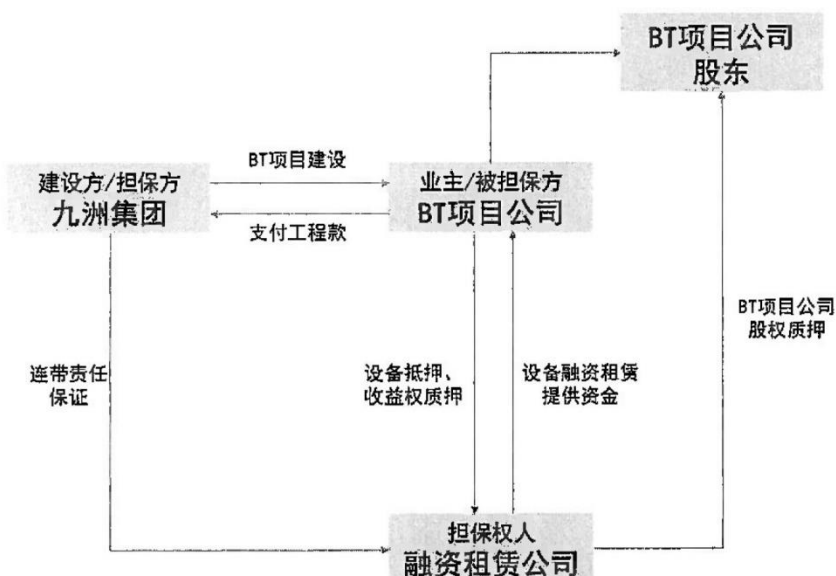 BT项目公司
股东
BT项目建设
建设方/担保方
九洲集团
业主/被担保方
BT项目公司
支付工程款
BT项目公司
股权质押
连带责任
保证
设备抵押、
收益权质押
设备融资租赁
提供资金
担保权人
融资租赁公司